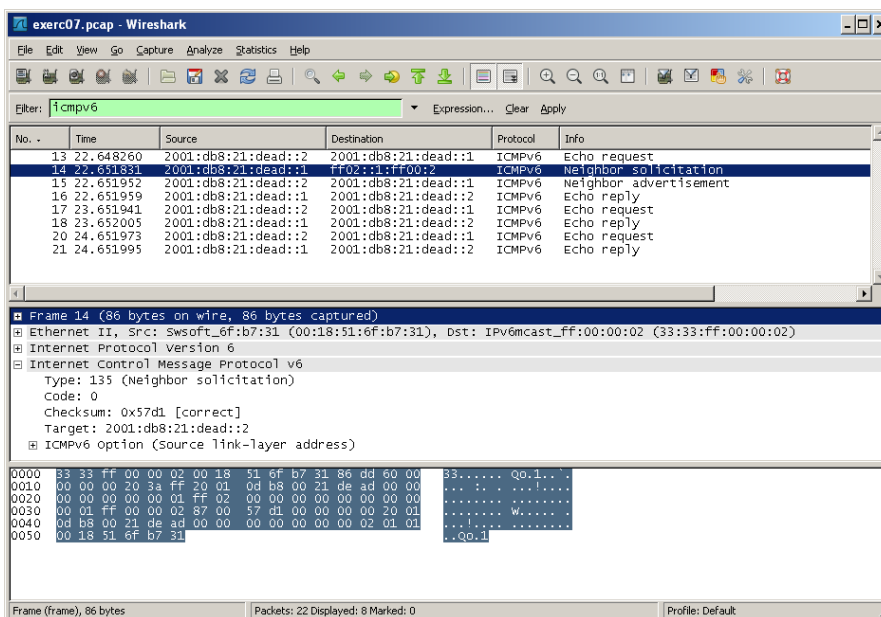 exerc07.pcap - Wireshark
File Edit View Go Capture Analyze Statistics Help
Filter: icmpv6 Expression... Clear Apply
No. . Time Source Destination Protocol Info
13 22.648260 2001:db8:21:dead::2 2001:db8:21:dead::1 ICMPv6 Echo request
14 22.651831 2001:db8:21:dead::1 ff02::1:ff00:2 ICMPv6 Neighbor solicitation
15 22.651952 2001:db8:21:dead::2 2001:db8:21:dead::1 ICMPv6 Neighbor advertisement
16 22.651959 2001:db8:21:dead::1 2001:db8:21:dead::2 ICMPv6 Echo reply
17 23.651941 2001:db8:21:dead::2 2001:db8:21:dead::1 ICMPv6 Echo request
18 23.652005 2001:db8:21:dead::1 2001:db8:21:dead::2 ICMPv6 Echo reply
20 24.651973 2001:db8:21:dead::2 2001:db8:21:dead::1 ICMPv6 Echo request
21 24.651995 2001:db8:21:dead::1 2001:db8:21:dead::2 ICMPv6 Echo reply
Frame 14 (86 bytes on wire, 86 bytes captured)
Ethernet II, Src: Swsoft_6f:b7:31 (00:18:51:6f:b7:31), Dst: IPv6mcast_ff:00:00:02 (33:33:ff:00:00:02)
Internet Protocol Version 6
Internet Control Message Protocol v6
Type: 135 (Neighbor solicitation)
Code: 0
Checksum: 0x57d1 [correct]
Target: 2001:db8:21:dead::2
ICMPv6 Option (Source link-layer address)
0000 33 33 ff 00 00 02 00 18 51 6f b7 31 86 dd 60 00 33...... Qo.1..`.
0010 00 00 00 20 3a ff 20 01 0d b8 00 21 de ad 00 00 ... :. . ...!....
0020 00 00 00 00 00 01 ff 02 00 00 00 00 00 00 00 00 ........ ........
0030 00 01 ff 00 00 02 87 00 57 d1 00 00 00 00 20 01 ........ W..... .
0040 0d b8 00 21 de ad 00 00 00 00 00 00 00 02 01 01 ...!.... ........
0050 00 18 51 6f b7 31 ..Qo.1
Frame (frame), 86 bytes Packets: 22 Displayed: 8 Marked: 0 Profile: Default